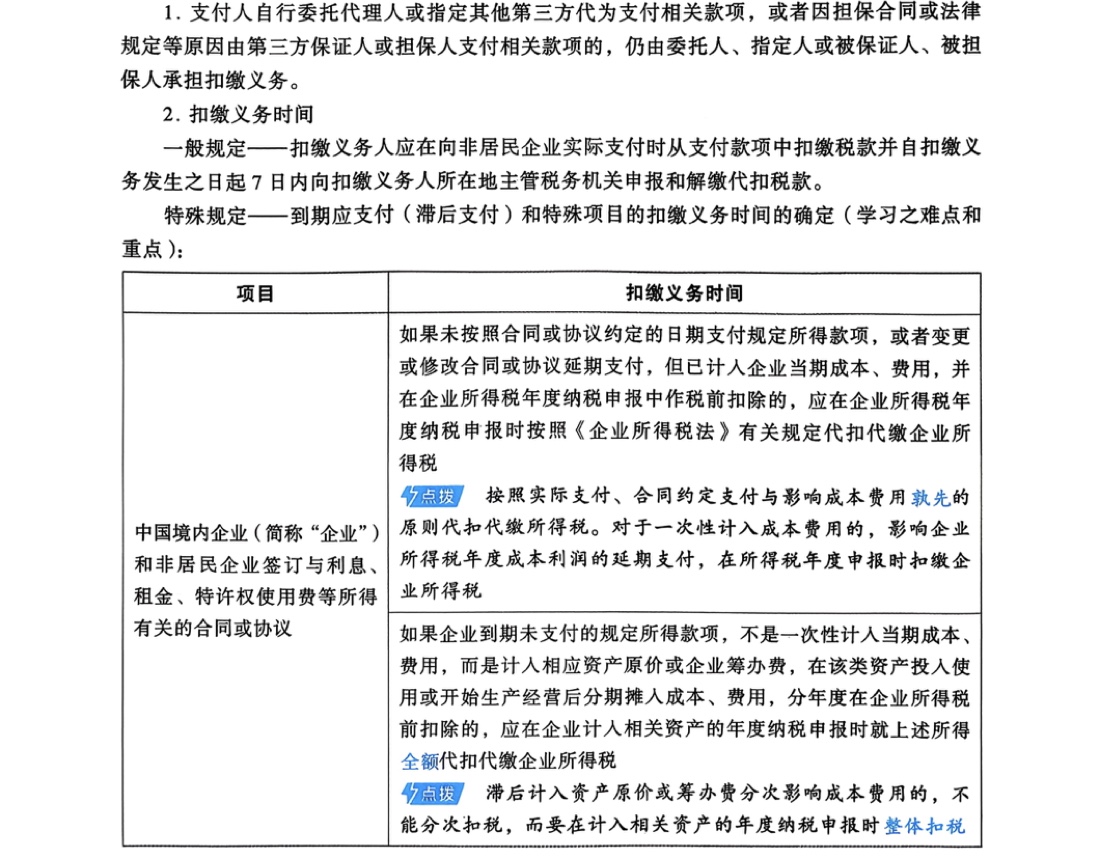 1. 支付人自行委托代理人或指定其他第三方代为支付相关款项，或者因担保合同或法律
规定等原因由第三方保证人或担保人支付相关款项的，仍由委托人、指定人或被保证人、被担
保人承担扣缴义务。
2. 扣缴义务时间
一般规定——扣缴义务人应在向非居民企业实际支付时从支付款项中扣缴税款并自扣缴义
务发生之日起 7 日内向扣缴义务人所在地主管税务机关申报和解缴代扣税款。
特殊规定——到期应支付（滞后支付）和特殊项目的扣缴义务时间的确定（学习之难点和
重点）：
项目
扣缴义务时间
中国境内企业（简称“企业”）
和非居民企业签订与利息、
租金、特许权使用费等所得
有关的合同或协议
如果未按照合同或协议约定的日期支付规定所得款项，或者变更
或修改合同或协议延期支付，但已计入企业当期成本、费用，并
在企业所得税年度纳税申报中作税前扣除的，应在企业所得税年
度纳税申报时按照《企业所得税法》有关规定代扣代缴企业所
得税
点拨 按照实际支付、合同约定支付与影响成本费用孰先的
原则代扣代缴所得税。对于一次性计入成本费用的，影响企业
所得税年度成本利润的延期支付，在所得税年度申报时扣缴企
业所得税
如果企业到期未支付的规定所得款项，不是一次性计入当期成本、
费用，而是计入相应资产原价或企业筹办费，在该类资产投入使
用或开始生产经营后分期摊入成本、费用，分年度在企业所得税
前扣除的，应在企业计入相关资产的年度纳税申报时就上述所得
全额代扣代缴企业所得税
点拨 滞后计入资产原价或筹办费分次影响成本费用的，不
能分次扣税，而要在计入相关资产的年度纳税申报时整体扣税